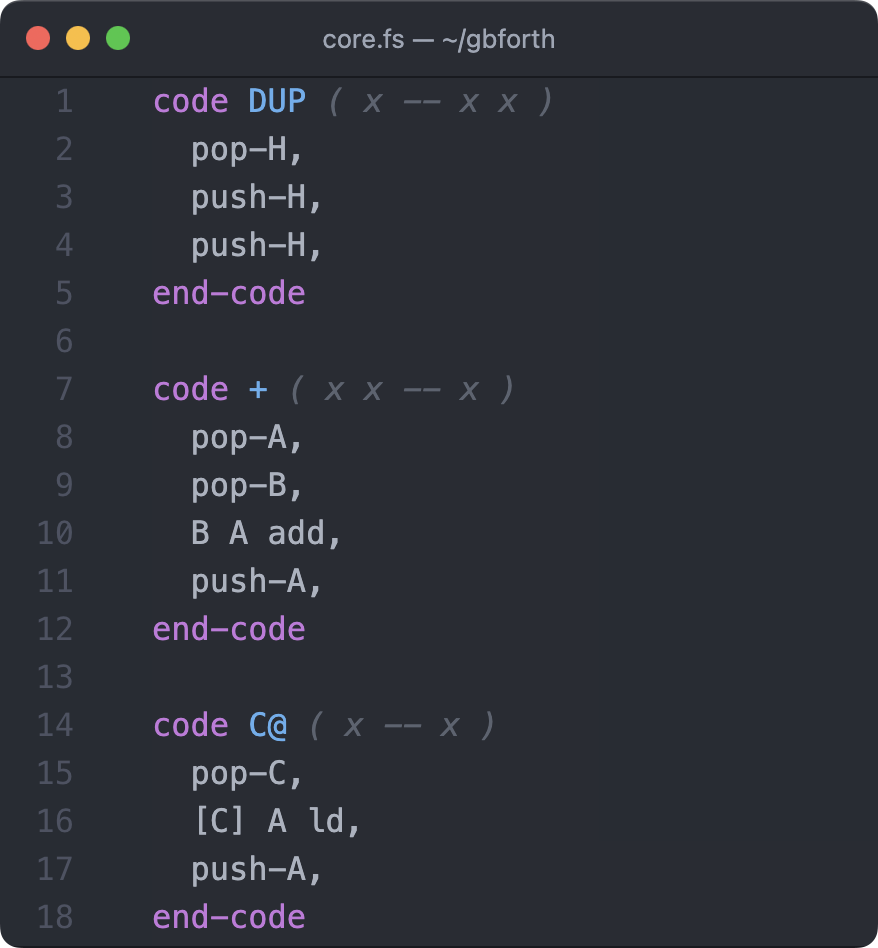 core.fs — ~/gbforth
1 code DUP ( x -- x x )
2 pop-H,
3 push-H,
4 push-H,
5 end-code
6
7 code + ( x x -- x )
8 pop-A,
9 pop-B,
10 B A add,
11 push-A,
12 end-code
13
14 code C@ ( x -- x )
15 pop-C,
16 [C] A ld,
17 push-A,
18 end-code